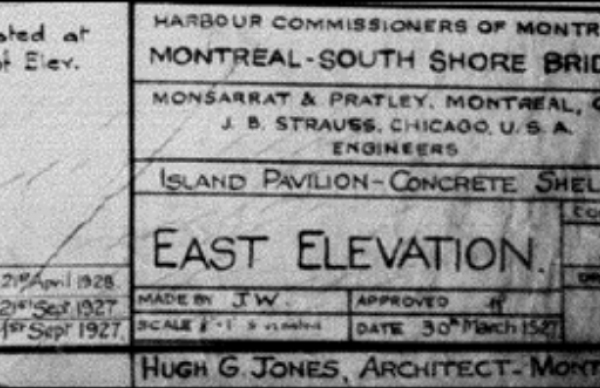 ated at
of Elev.
HARBOUR COMMISSIONERS OF MONTR
MONTREAL-SOUTH SHORE BRID
MONSARRAT & PRATLEY, MONTREAL,
J. B. STRAUSS, CHICAGO, U.S.A.
ENGINEERS
ISLAND PAVILION-CONCRETE SHEL
EAST ELEVATION.
21st April 1928
21st Sept 1927
1st Sept 1927
MADE BY J.W.
APPROVED
SCALE
DATE 30th March 1927
HUGH G. JONES, ARCHITECT-MONT